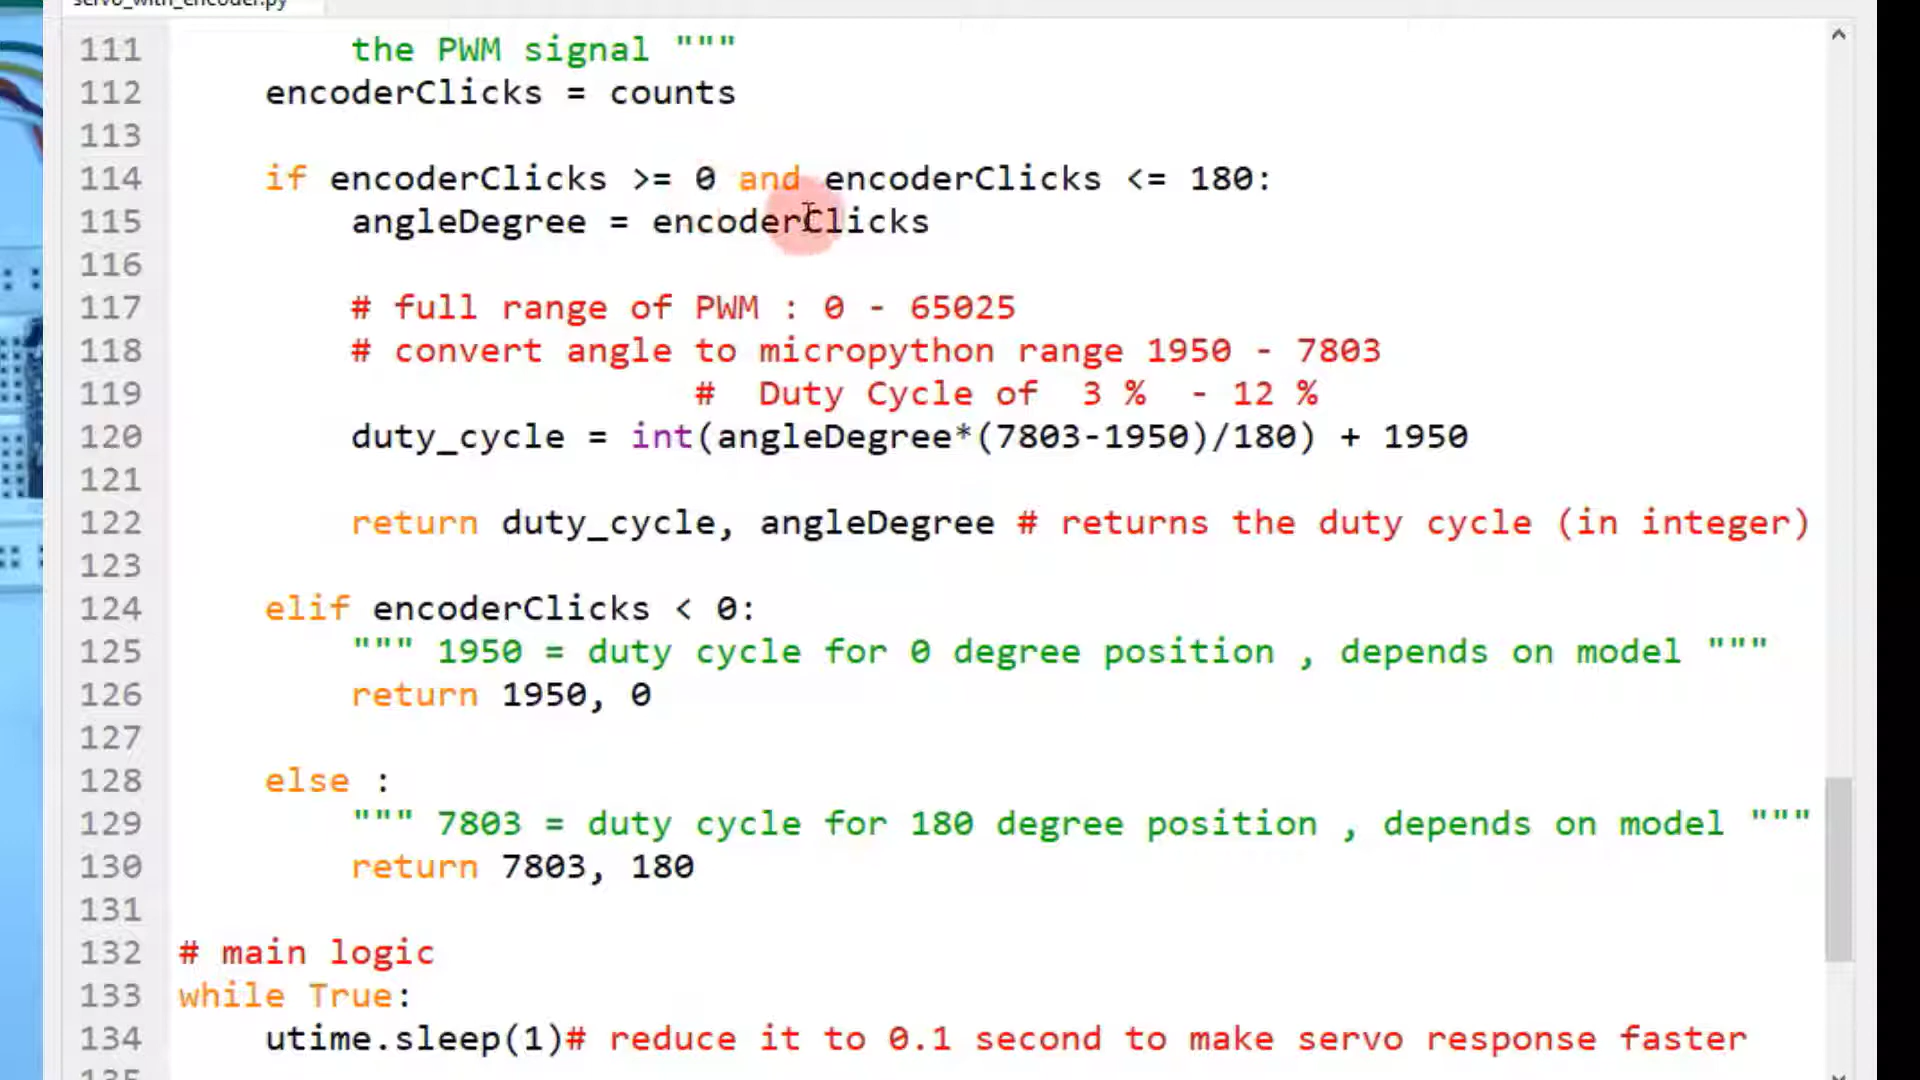 servo_with_encoder.py
111 the PWM signal """
112 encoderClicks = counts
113
114 if encoderClicks >= 0 and encoderClicks <= 180:
115 angleDegree = encoderClicks
116
117 # full range of PWM : 0 - 65025
118 # convert angle to micropython range 1950 - 7803
119 # Duty Cycle of 3 % - 12 %
120 duty_cycle = int(angleDegree*(7803-1950)/180) + 1950
121
122 return duty_cycle, angleDegree # returns the duty cycle (in integer)
123
124 elif encoderClicks < 0:
125 """ 1950 = duty cycle for 0 degree position , depends on model """
126 return 1950, 0
127
128 else :
129 """ 7803 = duty cycle for 180 degree position , depends on model """
130 return 7803, 180
131
132 # main logic
133 while True:
134 utime.sleep(1)# reduce it to 0.1 second to make servo response faster
135